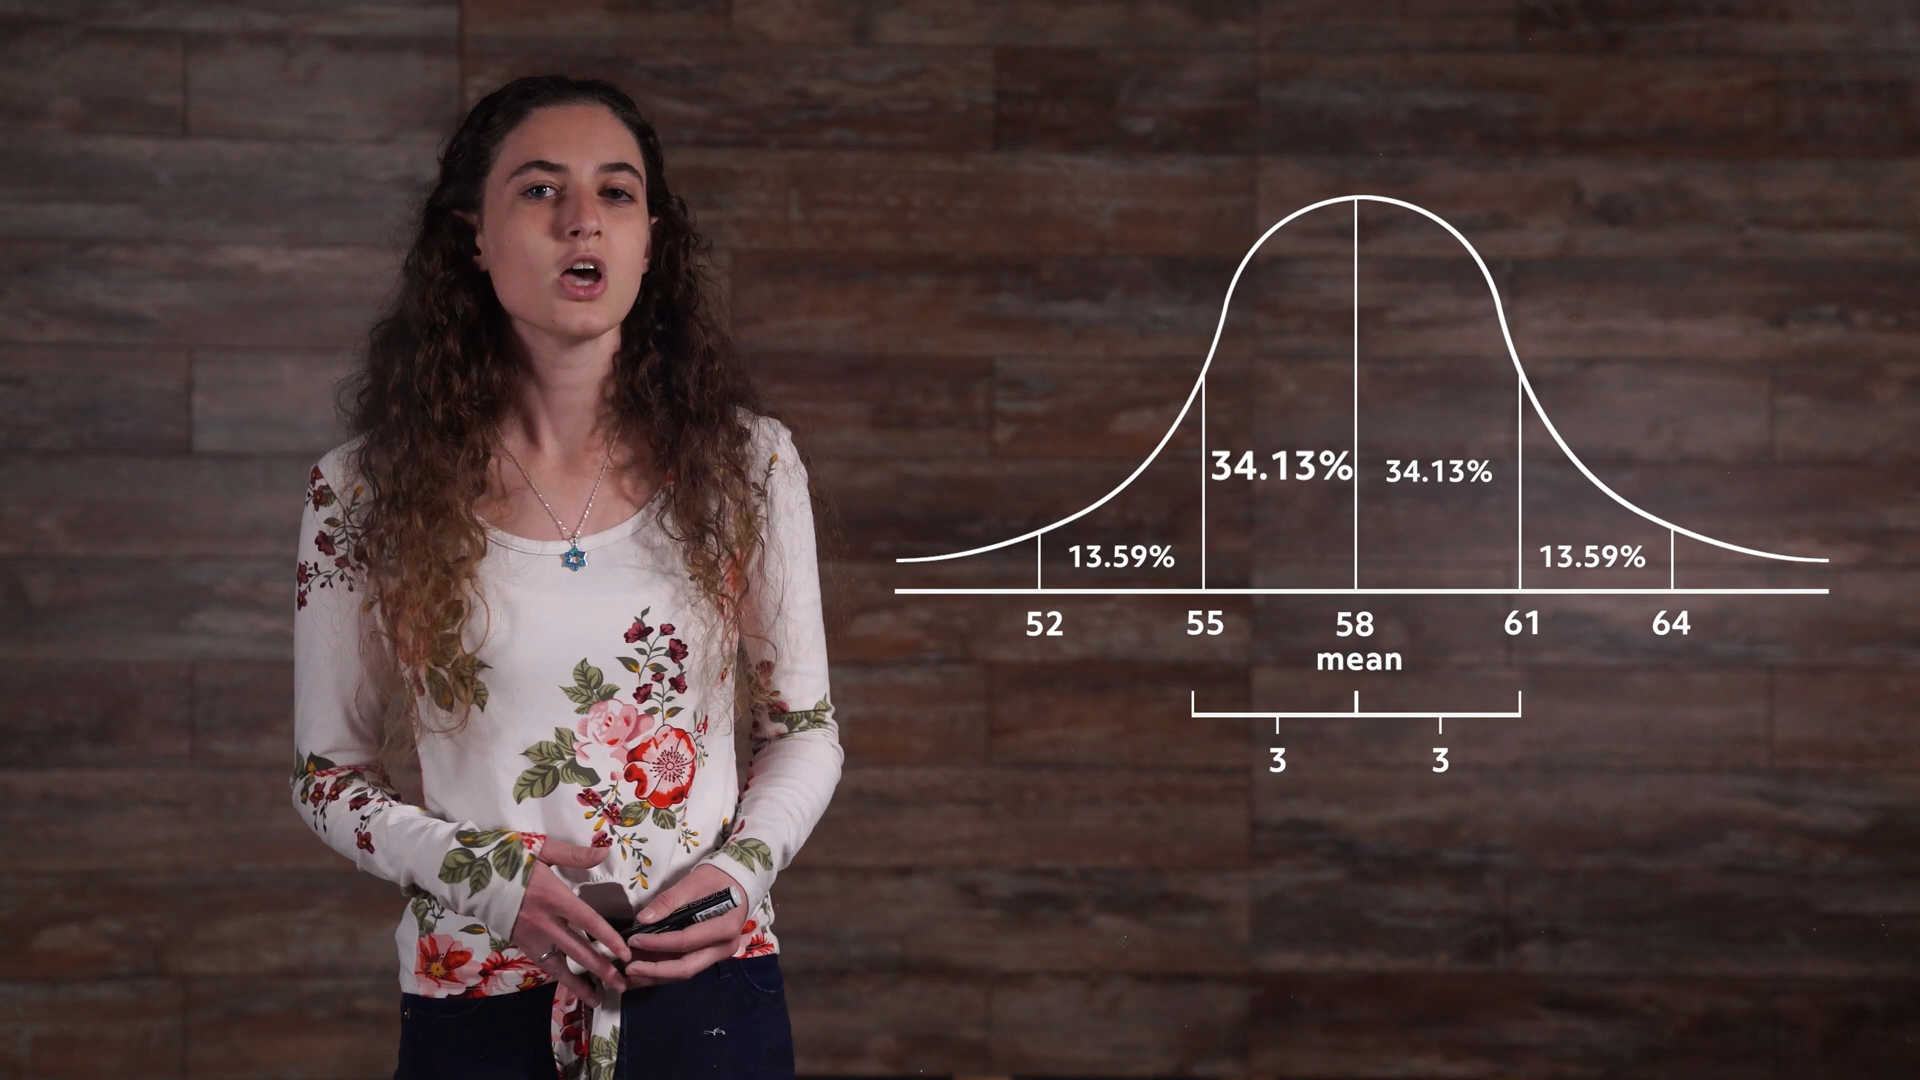 34.13% 34.13%
13.59% 13.59%
52 55 58 61 64
mean
3 3